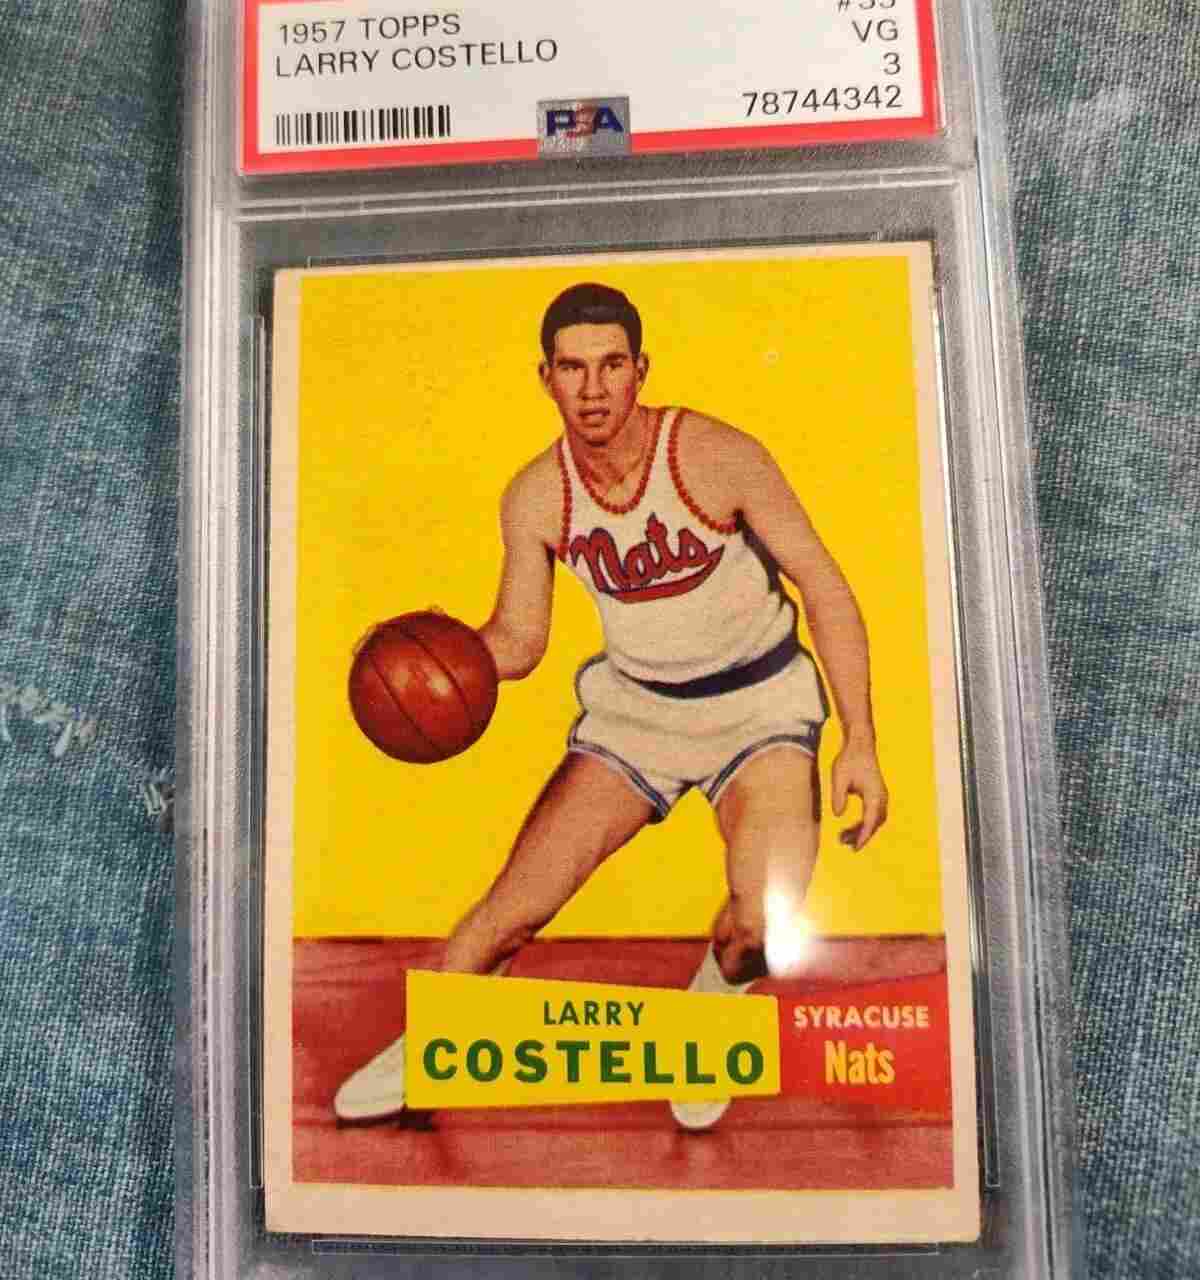 1957 TOPPS
LARRY COSTELLO
VG
3
78744342
PSA
Nats
LARRY
COSTELLO
SYRACUSE
Nats